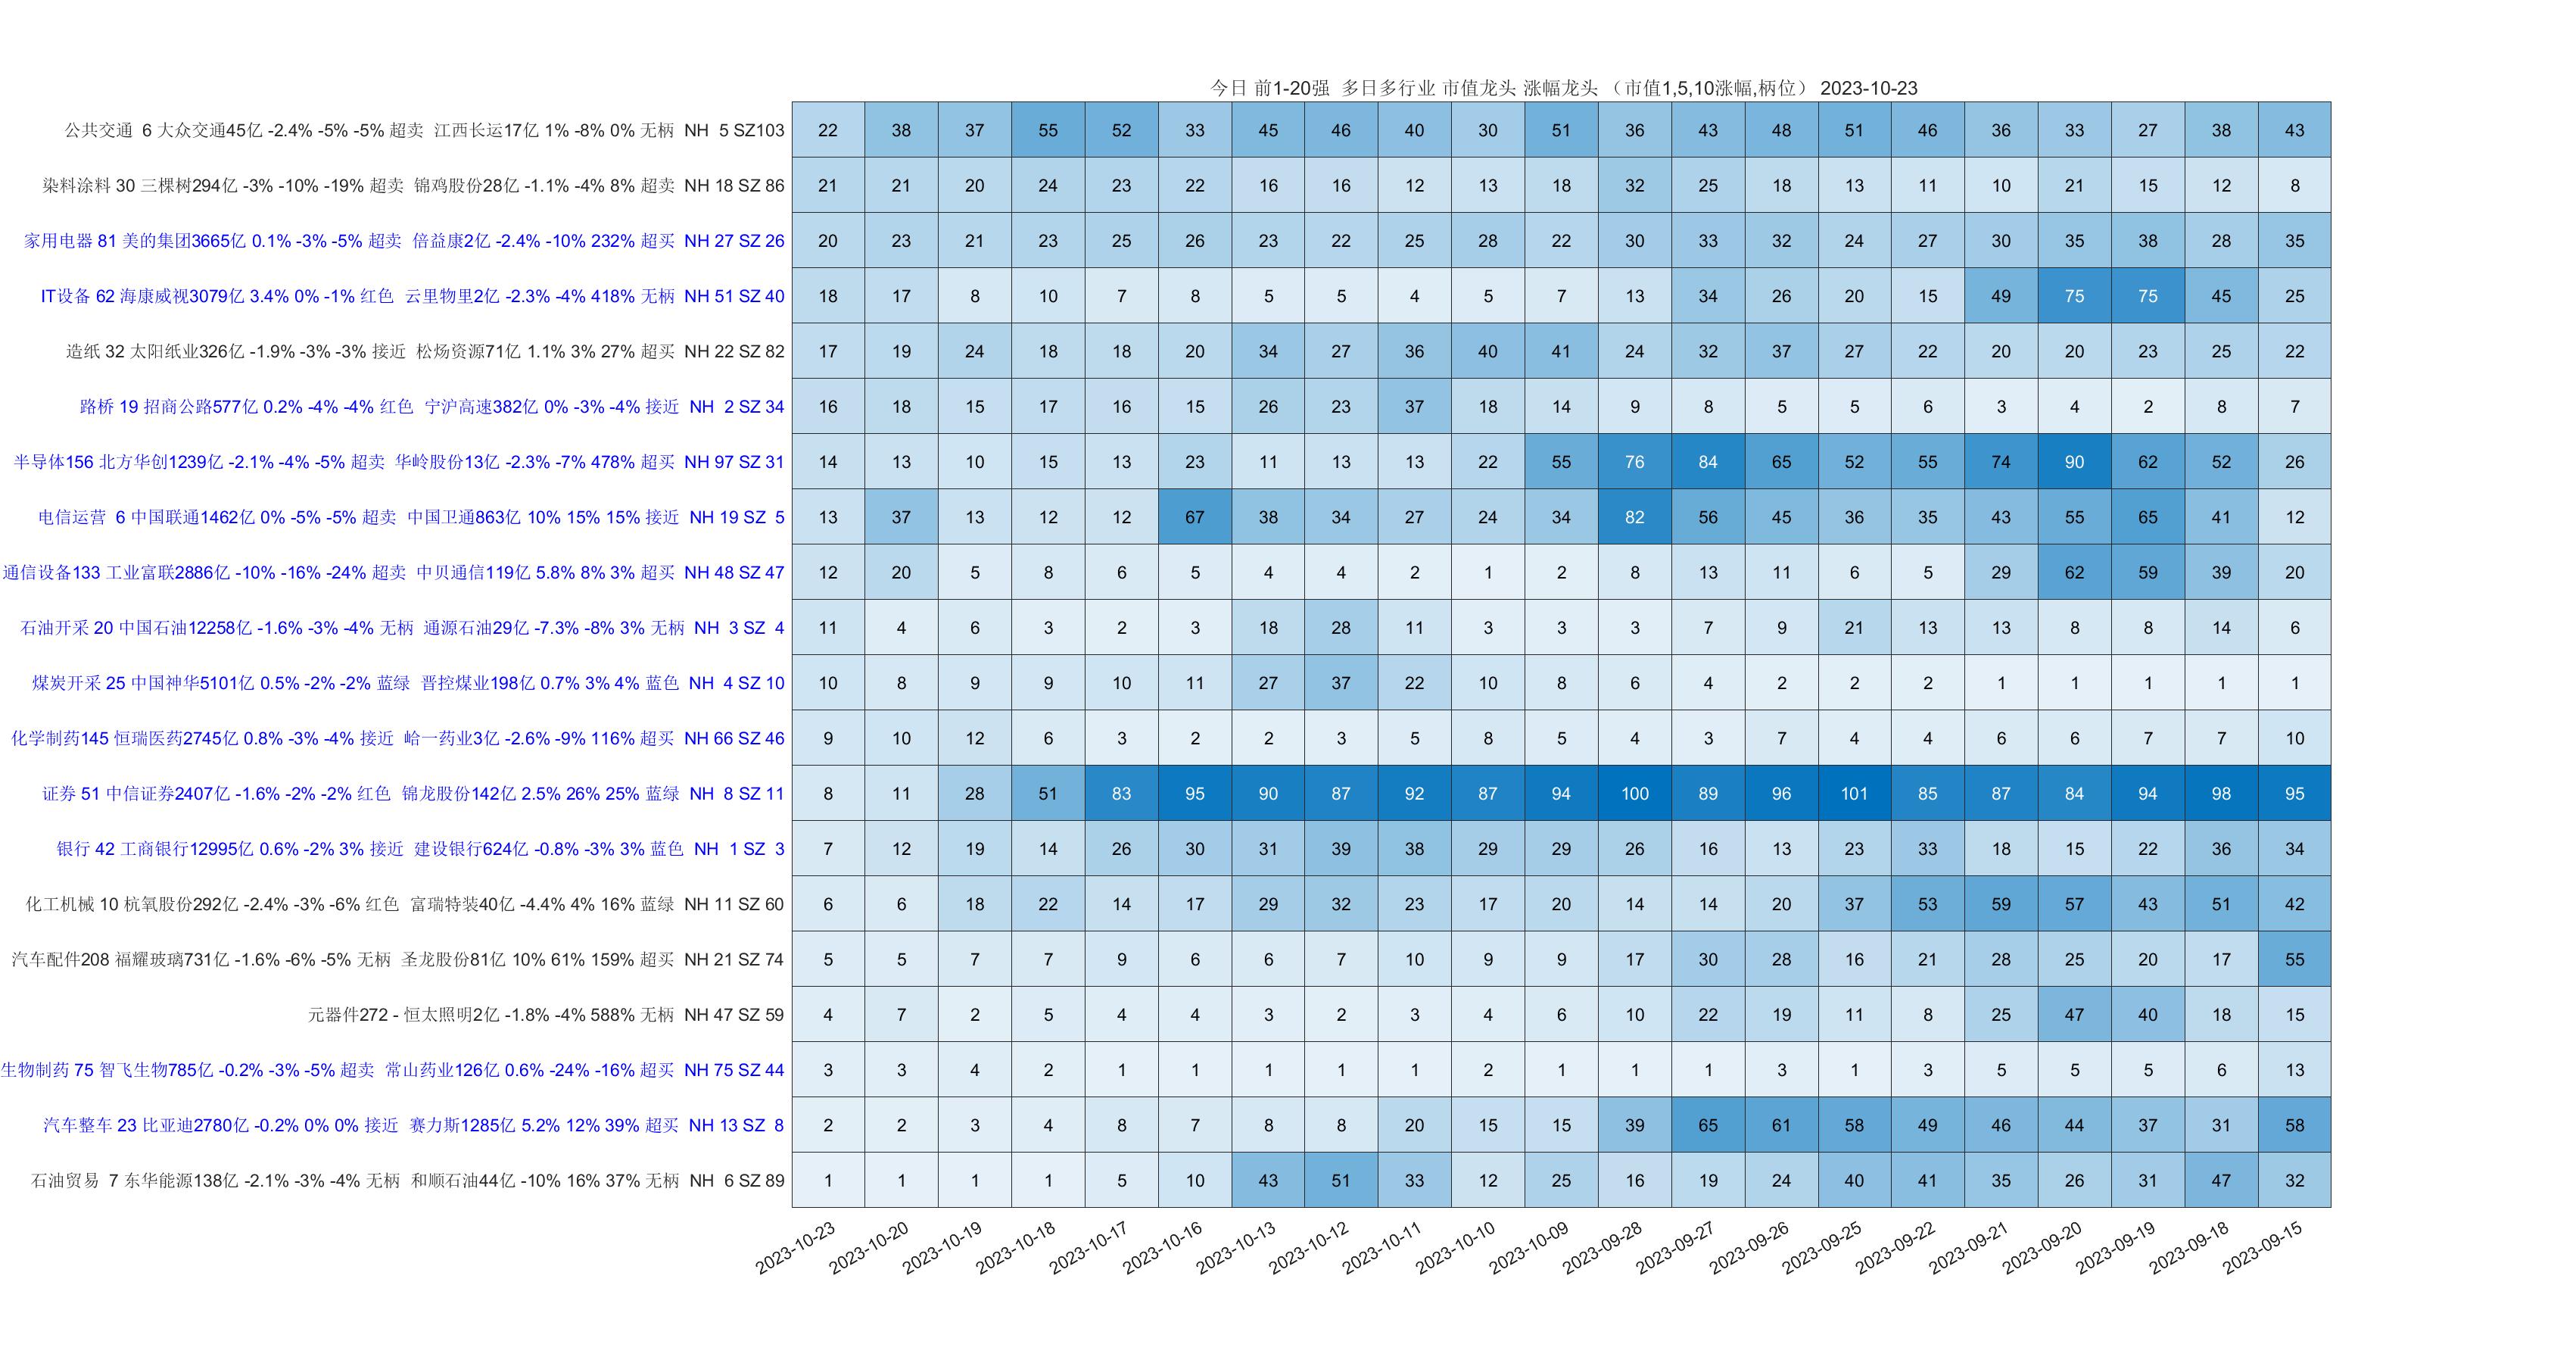 今日 前1-20强 多日多行业 市值龙头 涨幅龙头 （市值1,5,10涨幅,柄位） 2023-10-23
公共交通 6 大众交通45亿 -2.4% -5% -5% 超卖 江西长运17亿 1% -8% 0% 无柄 NH 5 SZ103 22 38 37 55 52 33 45 46 40 30 51 36 43 48 51 46 36 33 27 38 43
染料涂料 30 三棵树294亿 -3% -10% -19% 超卖 锦鸡股份28亿 -1.1% -4% 8% 超卖 NH 18 SZ 86 21 21 20 24 23 22 16 16 12 13 18 32 25 18 13 11 10 21 15 12 8
家用电器 81 美的集团3665亿 0.1% -3% -5% 超卖 倍益康2亿 -2.4% -10% 232% 超买 NH 27 SZ 26 20 23 21 23 25 26 23 22 25 28 22 30 33 32 24 27 30 35 38 28 35
IT设备 62 海康威视3079亿 3.4% 0% -1% 红色 云里物里2亿 -2.3% -4% 418% 无柄 NH 51 SZ 40 18 17 8 10 7 8 5 5 4 5 7 13 34 26 20 15 49 75 75 45 25
造纸 32 太阳纸业326亿 -1.9% -3% -3% 接近 松炀资源71亿 1.1% 3% 27% 超买 NH 22 SZ 82 17 19 24 18 18 20 34 27 36 40 41 24 32 37 27 22 20 20 23 25 22
路桥 19 招商公路577亿 0.2% -4% -4% 红色 宁沪高速382亿 0% -3% -4% 接近 NH 2 SZ 34 16 18 15 17 16 15 26 23 37 18 14 9 8 5 5 6 3 4 2 8 7
半导体156 北方华创1239亿 -2.1% -4% -5% 超卖 华岭股份13亿 -2.3% -7% 478% 超买 NH 97 SZ 31 14 13 10 15 13 23 11 13 13 22 55 76 84 65 52 55 74 90 62 52 26
电信运营 6 中国联通1462亿 0% -5% -5% 超卖 中国卫通863亿 10% 15% 15% 接近 NH 19 SZ 5 13 37 13 12 12 67 38 34 27 24 34 82 56 45 36 35 43 55 65 41 12
通信设备133 工业富联2886亿 -10% -16% -24% 超卖 中贝通信119亿 5.8% 8% 3% 超买 NH 48 SZ 47 12 20 5 8 6 5 4 4 2 1 2 8 13 11 6 5 29 62 59 39 20
石油开采 20 中国石油12258亿 -1.6% -3% -4% 无柄 通源石油29亿 -7.3% -8% 3% 无柄 NH 3 SZ 4 11 4 6 3 2 3 18 28 11 3 3 3 7 9 21 13 13 8 8 14 6
煤炭开采 25 中国神华5101亿 0.5% -2% -2% 蓝绿 晋控煤业198亿 0.7% 3% 4% 蓝色 NH 4 SZ 10 10 8 9 9 10 11 27 37 22 10 8 6 4 2 2 2 1 1 1 1 1
化学制药145 恒瑞医药2745亿 0.8% -3% -4% 接近 峆一药业3亿 -2.6% -9% 116% 超买 NH 66 SZ 46 9 10 12 6 3 2 2 3 5 8 5 4 3 7 4 4 6 6 7 7 10
证券 51 中信证券2407亿 -1.6% -2% -2% 红色 锦龙股份142亿 2.5% 26% 25% 蓝绿 NH 8 SZ 11 8 11 28 51 83 95 90 87 92 87 94 100 89 96 101 85 87 84 94 98 95
银行 42 工商银行12995亿 0.6% -2% 3% 接近 建设银行624亿 -0.8% -3% 3% 蓝色 NH 1 SZ 3 7 12 19 14 26 30 31 39 38 29 29 26 16 13 23 33 18 15 22 36 34
化工机械 10 杭氧股份292亿 -2.4% -3% -6% 红色 富瑞特装40亿 -4.4% 4% 16% 蓝绿 NH 11 SZ 60 6 6 18 22 14 17 29 32 23 17 20 14 14 20 37 53 59 57 43 51 42
汽车配件208 福耀玻璃731亿 -1.6% -6% -5% 无柄 圣龙股份81亿 10% 61% 159% 超买 NH 21 SZ 74 5 5 7 7 9 6 6 7 10 9 9 17 30 28 16 21 28 25 20 17 55
元器件272 - 恒太照明2亿 -1.8% -4% 588% 无柄 NH 47 SZ 59 4 7 2 5 4 4 3 2 3 4 6 10 22 19 11 8 25 47 40 18 15
生物制药 75 智飞生物785亿 -0.2% -3% -5% 超卖 常山药业126亿 0.6% -24% -16% 超买 NH 75 SZ 44 3 3 4 2 1 1 1 1 1 2 1 1 1 3 1 3 5 5 5 6 13
汽车整车 23 比亚迪2780亿 -0.2% 0% 0% 接近 赛力斯1285亿 5.2% 12% 39% 超买 NH 13 SZ 8 2 2 3 4 8 7 8 8 20 15 15 39 65 61 58 49 46 44 37 31 58
石油贸易 7 东华能源138亿 -2.1% -3% -4% 无柄 和顺石油44亿 -10% 16% 37% 无柄 NH 6 SZ 89 1 1 1 1 5 10 43 51 33 12 25 16 19 24 40 41 35 26 31 47 32
2023-10-23 2023-10-20 2023-10-19 2023-10-18 2023-10-17 2023-10-16 2023-10-13 2023-10-12 2023-10-11 2023-10-10 2023-10-09 2023-09-28 2023-09-27 2023-09-26 2023-09-25 2023-09-22 2023-09-21 2023-09-20 2023-09-19 2023-09-18 2023-09-15